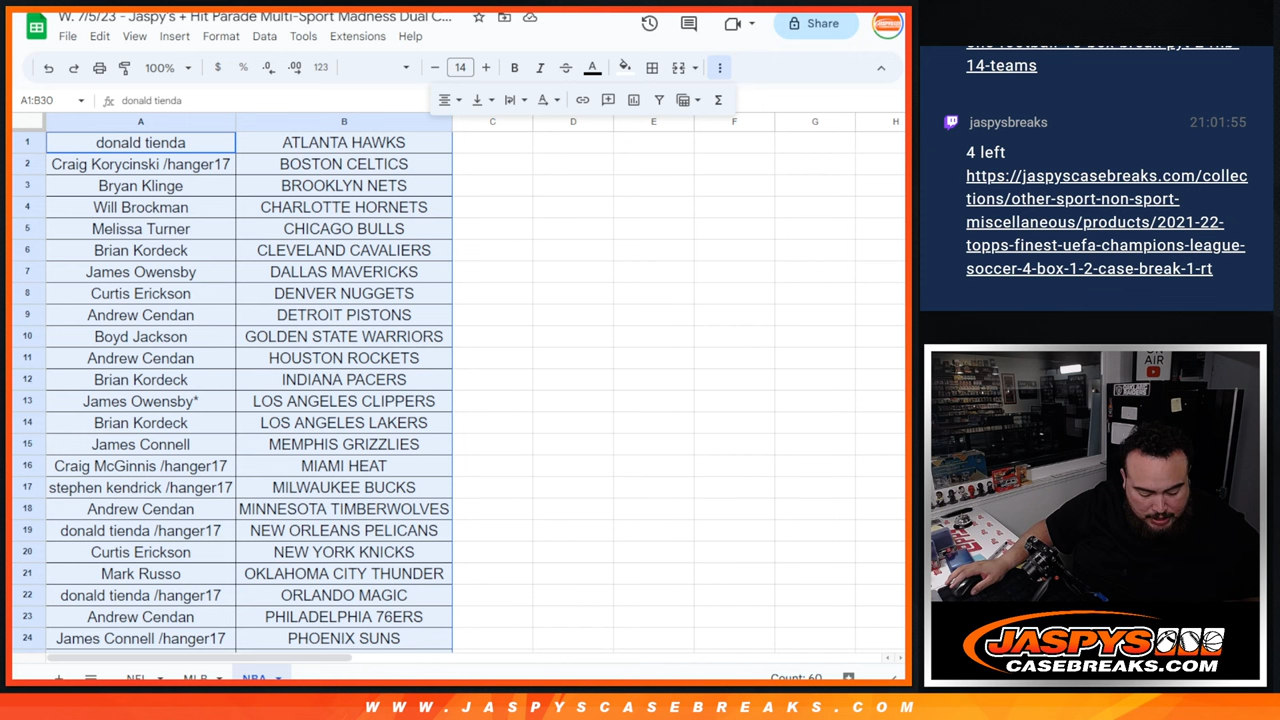 W. 7/5/23 - Jaspy's + Hit Parade Multi-Sport Madness Dual C...
File Edit View Insert Format Data Tools Extensions Help
Share
100% $ % .0 .00 123 14 B I A
A1:B30 fx donald tienda
A B C D E F G H
1 donald tienda ATLANTA HAWKS
2 Craig Korycinski /hanger17 BOSTON CELTICS
3 Bryan Klinge BROOKLYN NETS
4 Will Brockman CHARLOTTE HORNETS
5 Melissa Turner CHICAGO BULLS
6 Brian Kordeck CLEVELAND CAVALIERS
7 James Owensby DALLAS MAVERICKS
8 Curtis Erickson DENVER NUGGETS
9 Andrew Cendan DETROIT PISTONS
10 Boyd Jackson GOLDEN STATE WARRIORS
11 Andrew Cendan HOUSTON ROCKETS
12 Brian Kordeck INDIANA PACERS
13 James Owensby* LOS ANGELES CLIPPERS
14 Brian Kordeck LOS ANGELES LAKERS
15 James Connell MEMPHIS GRIZZLIES
16 Craig McGinnis /hanger17 MIAMI HEAT
17 stephen kendrick /hanger17 MILWAUKEE BUCKS
18 Andrew Cendan MINNESOTA TIMBERWOLVES
19 donald tienda /hanger17 NEW ORLEANS PELICANS
20 Curtis Erickson NEW YORK KNICKS
21 Mark Russo OKLAHOMA CITY THUNDER
22 donald tienda /hanger17 ORLANDO MAGIC
23 Andrew Cendan PHILADELPHIA 76ERS
24 James Connell /hanger17 PHOENIX SUNS
NFL MLB NBA Count: 60
14-teams
jaspysbreaks 21:01:55
4 left
https://jaspyscasebreaks.com/collec
tions/other-sport-non-sport-
miscellaneous/products/2021-22-
topps-finest-uefa-champions-league-
soccer-4-box-1-2-case-break-1-rt
ON
AIR
JASPYS
CASEBREAKS.COM
WWW.JASPYSCASEBREAKS.COM